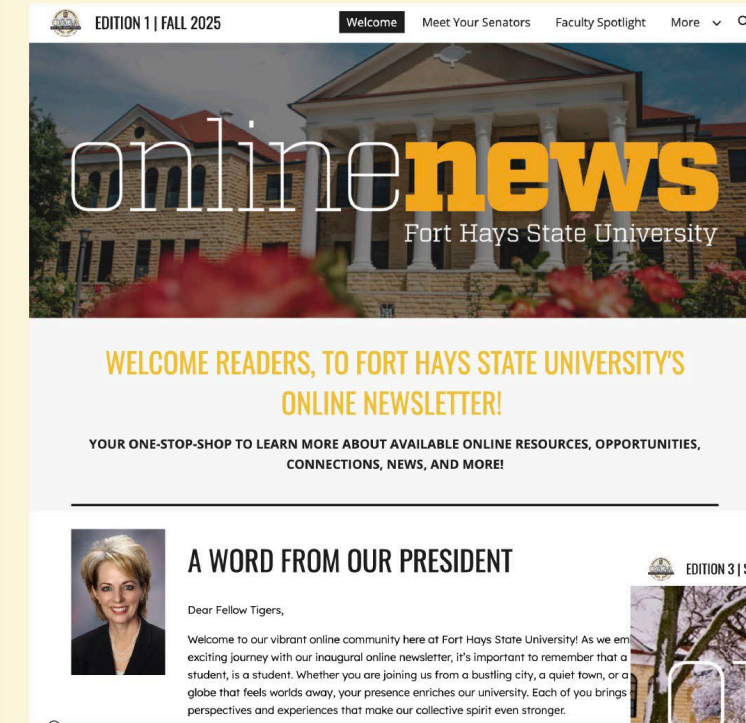 EDITION 1 | FALL 2025
Welcome Meet Your Senators Faculty Spotlight More
onlinenews
Fort Hays State University
WELCOME READERS, TO FORT HAYS STATE UNIVERSITY'S
ONLINE NEWSLETTER!
YOUR ONE-STOP-SHOP TO LEARN MORE ABOUT AVAILABLE ONLINE RESOURCES, OPPORTUNITIES,
CONNECTIONS, NEWS, AND MORE!
A WORD FROM OUR PRESIDENT
EDITION 3 |
Dear Fellow Tigers,
Welcome to our vibrant online community here at Fort Hays State University! As we
exciting journey with our inaugural online newsletter, it's important to remember that a
student, is a student. Whether you are joining us from a bustling city, a quiet town, or a
globe that feels worlds away, your presence enriches our university. Each of you brings
perspectives and experiences that make our collective spirit even stronger.